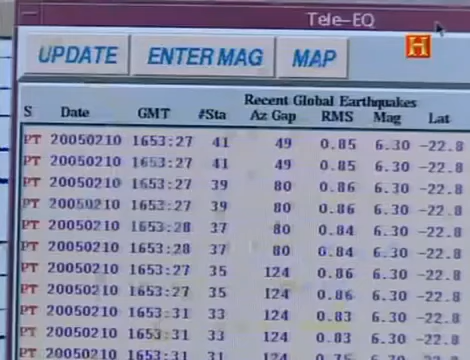 Tele-EQ
H
UPDATE ENTER MAG MAP
Recent Global Earthquakes
S Date GMT #Sta Az Gap RMS Mag Lat
PT 20050210 1653:27 41 49 0.85 6.30 -22.8
PT 20050210 1653:27 41 49 0.85 6.30 -22.8
PT 20050210 1653:27 39 80 0.86 6.30 -22.8
PT 20050210 1653:27 39 80 0.86 6.30 -22.8
PT 20050210 1653:28 37 80 0.84 6.30 -22.8
PT 20050210 1653:28 37 80 0.84 6.30 -22.8
PT 20050210 1653:27 35 124 0.86 6.30 -22.8
PT 20050210 1653:27 35 124 0.86 6.30 -22.8
PT 20050210 1653:31 33 124 0.83 6.30 -22.8
PT 20050210 1653:31 33 124 0.83 6.30 -22.8
PT 20050210 1653:31 31 124 6.30 -22.8